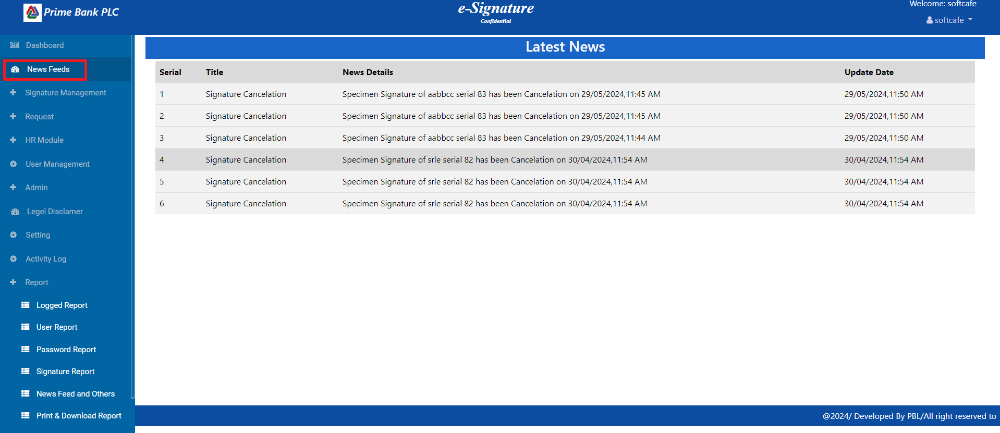 Prime Bank PLC
e-Signature
Confidential
Welcome: softcafe
softcafe
Dashboard
News Feeds
Signature Management
Request
HR Module
User Management
Admin
Legel Disclamer
Setting
Activity Log
Report
Logged Report
User Report
Password Report
Signature Report
News Feed and Others
Print & Download Report
Latest News
Serial Title News Details Update Date
1 Signature Cancelation Specimen Signature of aabbcc serial 83 has been Cancelation on 29/05/2024,11:45 AM 29/05/2024,11:50 AM
2 Signature Cancelation Specimen Signature of aabbcc serial 83 has been Cancelation on 29/05/2024,11:45 AM 29/05/2024,11:50 AM
3 Signature Cancelation Specimen Signature of aabbcc serial 83 has been Cancelation on 29/05/2024,11:44 AM 29/05/2024,11:50 AM
4 Signature Cancelation Specimen Signature of srle serial 82 has been Cancelation on 30/04/2024,11:54 AM 30/04/2024,11:54 AM
5 Signature Cancelation Specimen Signature of srle serial 82 has been Cancelation on 30/04/2024,11:54 AM 30/04/2024,11:54 AM
6 Signature Cancelation Specimen Signature of srle serial 82 has been Cancelation on 30/04/2024,11:54 AM 30/04/2024,11:54 AM
@2024/ Developed By PBL/All right reserved to